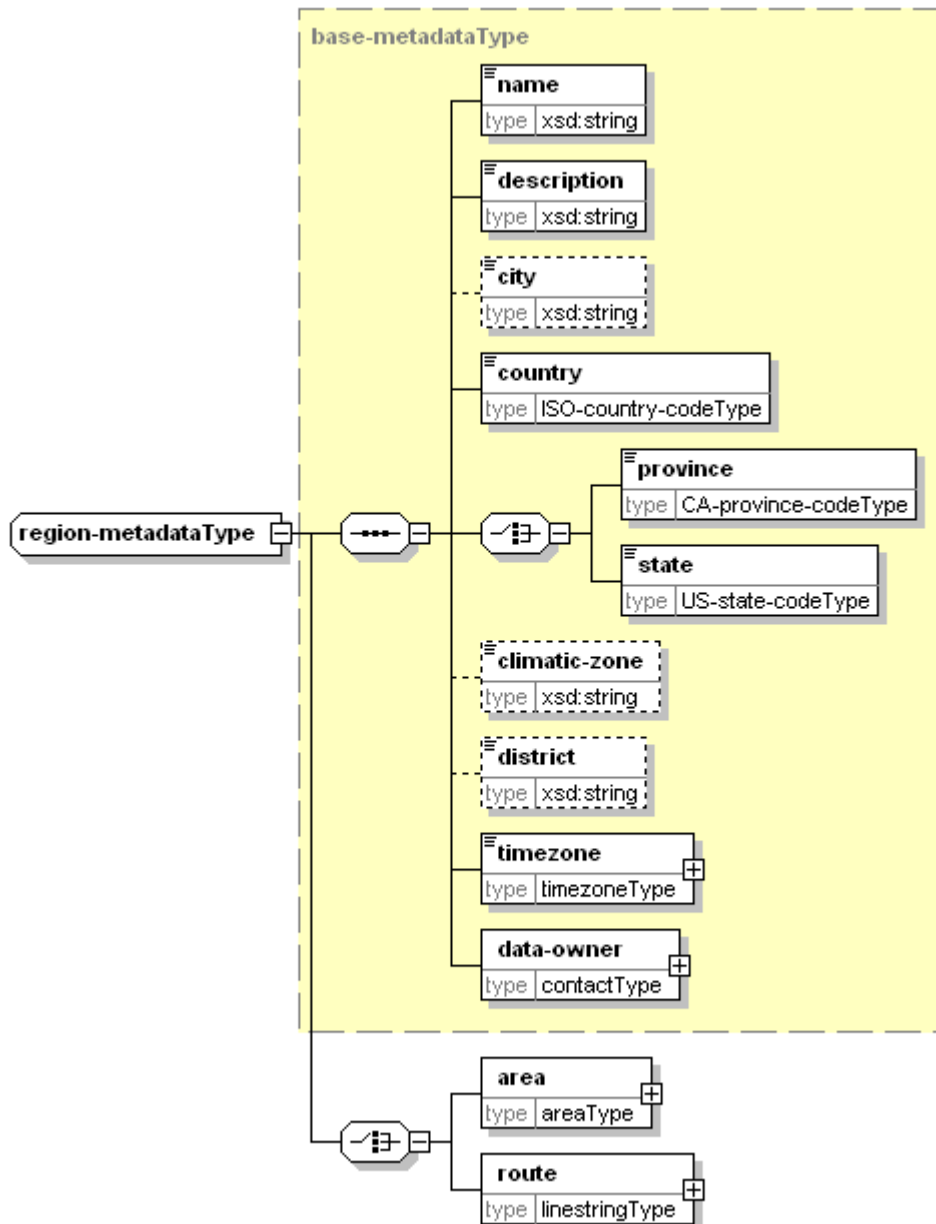 base-metadataType
name
type xsd:string
description
type xsd:string
city
type xsd:string
country
type ISO-country-codeType
province
type CA-province-codeType
region-metadataType
state
type US-state-codeType
climatic-zone
type xsd:string
district
type xsd:string
timezone
type timezoneType
data-owner
type contactType
area
type areaType
route
type linestringType